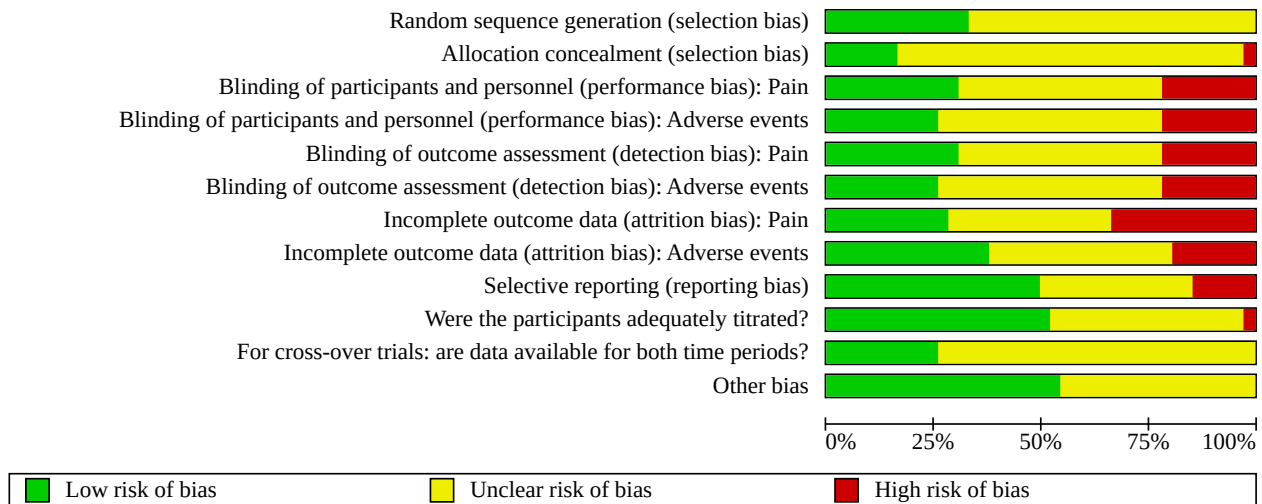 Random sequence generation (selection bias)
Allocation concealment (selection bias)
Blinding of participants and personnel (performance bias): Pain
Blinding of participants and personnel (performance bias): Adverse events
Blinding of outcome assessment (detection bias): Pain
Blinding of outcome assessment (detection bias): Adverse events
Incomplete outcome data (attrition bias): Pain
Incomplete outcome data (attrition bias): Adverse events
Selective reporting (reporting bias)
Were the participants adequately titrated?
For cross-over trials: are data available for both time periods?
Other bias
0% 25% 50% 75% 100%
Low risk of bias Unclear risk of bias High risk of bias